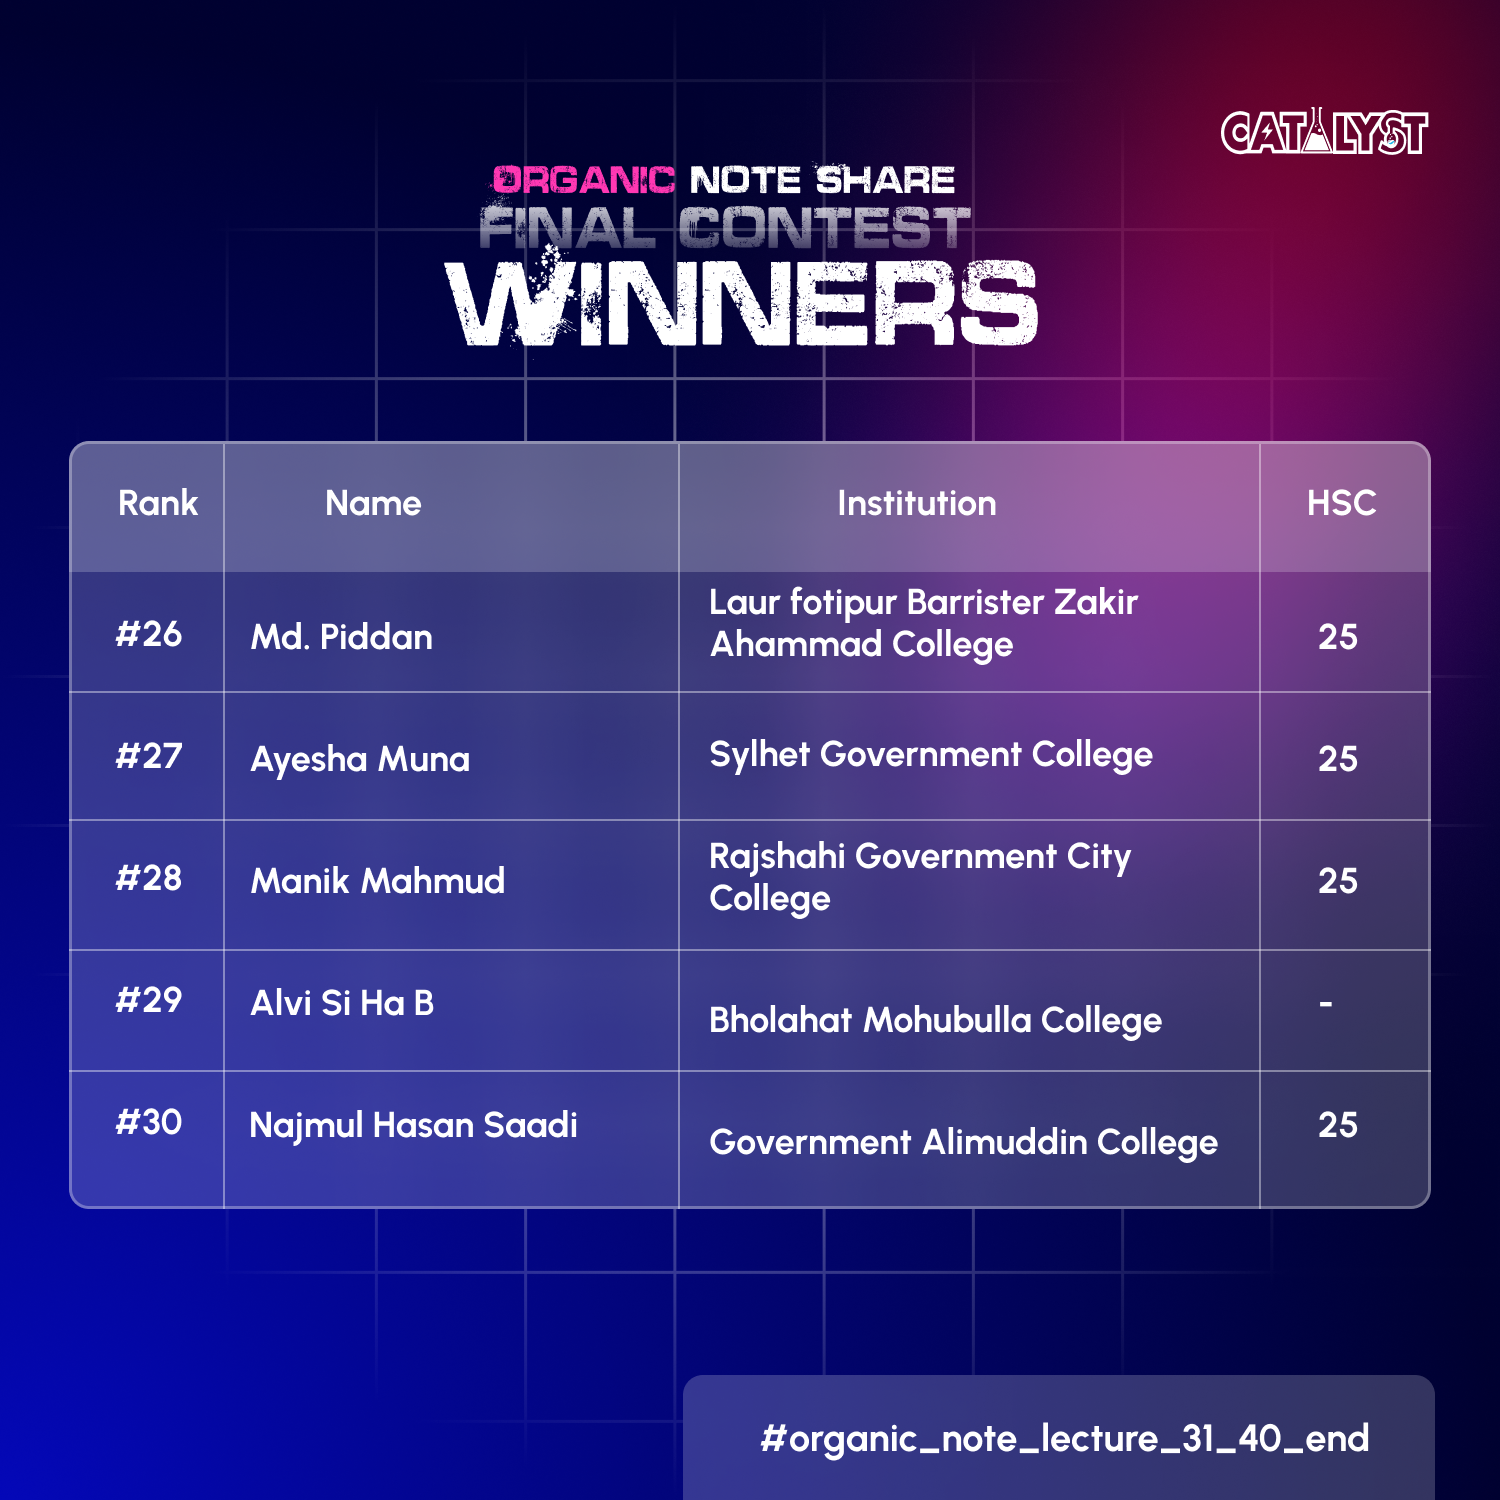 CATALYST
ORGANIC NOTE SHARE
FINAL CONTEST
WINNERS
Rank Name Institution HSC
#26 Md. Piddan Laur fotipur Barrister Zakir
Ahammad College 25
#27 Ayesha Muna Sylhet Government College 25
#28 Manik Mahmud Rajshahi Government City
College 25
#29 Alvi Si Ha B Bholahat Mohubulla College -
#30 Najmul Hasan Saadi Government Alimuddin College 25
#organic_note_lecture_31_40_end